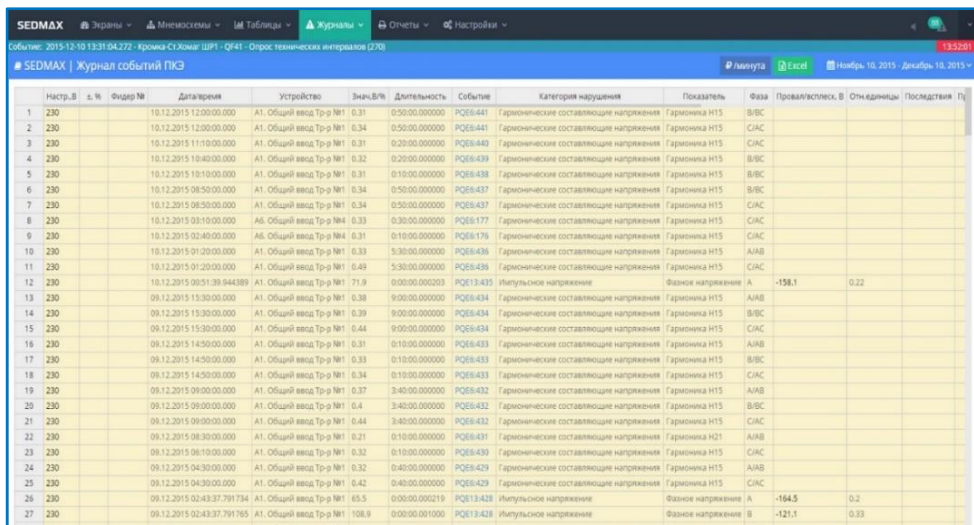 SEDMAX Экраны Мнемосхемы Таблицы Журналы Отчеты Настройки
Событие: 2015-12-10 13:31:04.272 - Кромка-Ст.Хомаг ШР1 - QF41 - Опрос технических интервалов (270) 13:52:01
SEDMAX | Журнал событий ПКЭ ₽/минута Excel Ноябрь 10, 2015 - Декабрь 10, 2015
Настр.,В ±, % Фидер № Дата/время Устройство Знач,В/% Длительность Событие Категория нарушения Показатель Фаза Провал/всплеск, В Отн.единицы Последствия Пр
1 230 10.12.2015 12:00:00.000 А1. Общий ввод Тр-р №1 0.31 0:50:00.000000 PQE6:441 Гармонические составляющие напряжения Гармоника H15 B/BC
2 230 10.12.2015 12:00:00.000 А1. Общий ввод Тр-р №1 0.34 0:50:00.000000 PQE6:441 Гармонические составляющие напряжения Гармоника H15 C/AC
3 230 10.12.2015 11:10:00.000 А1. Общий ввод Тр-р №1 0.31 0:20:00.000000 PQE6:440 Гармонические составляющие напряжения Гармоника H15 C/AC
4 230 10.12.2015 10:40:00.000 А1. Общий ввод Тр-р №1 0.32 0:20:00.000000 PQE6:439 Гармонические составляющие напряжения Гармоника H15 B/BC
5 230 10.12.2015 10:10:00.000 А1. Общий ввод Тр-р №1 0.31 0:10:00.000000 PQE6:438 Гармонические составляющие напряжения Гармоника H15 B/BC
6 230 10.12.2015 08:50:00.000 А1. Общий ввод Тр-р №1 0.34 0:50:00.000000 PQE6:437 Гармонические составляющие напряжения Гармоника H15 B/BC
7 230 10.12.2015 08:50:00.000 А1. Общий ввод Тр-р №1 0.34 0:50:00.000000 PQE6:437 Гармонические составляющие напряжения Гармоника H15 C/AC
8 230 10.12.2015 03:10:00.000 А6. Общий ввод Тр-р №4 0.33 0:30:00.000000 PQE6:177 Гармонические составляющие напряжения Гармоника H15 C/AC
9 230 10.12.2015 02:40:00.000 А6. Общий ввод Тр-р №4 0.31 0:10:00.000000 PQE6:176 Гармонические составляющие напряжения Гармоника H15 C/AC
10 230 10.12.2015 01:20:00.000 А1. Общий ввод Тр-р №1 0.33 5:30:00.000000 PQE6:436 Гармонические составляющие напряжения Гармоника H15 A/AB
11 230 10.12.2015 01:20:00.000 А1. Общий ввод Тр-р №1 0.49 5:30:00.000000 PQE6:436 Гармонические составляющие напряжения Гармоника H15 C/AC
12 230 10.12.2015 00:51:39.944389 А1. Общий ввод Тр-р №1 71.9 0:00:00.000203 PQE13:435 Импульсное напряжение Фазное напряжение A -158.1 0.22
13 230 09.12.2015 15:30:00.000 А1. Общий ввод Тр-р №1 0.38 9:00:00.000000 PQE6:434 Гармонические составляющие напряжения Гармоника H15 A/AB
14 230 09.12.2015 15:30:00.000 А1. Общий ввод Тр-р №1 0.39 9:00:00.000000 PQE6:434 Гармонические составляющие напряжения Гармоника H15 B/BC
15 230 09.12.2015 15:30:00.000 А1. Общий ввод Тр-р №1 0.44 9:00:00.000000 PQE6:434 Гармонические составляющие напряжения Гармоника H15 C/AC
16 230 09.12.2015 14:50:00.000 А1. Общий ввод Тр-р №1 0.31 0:10:00.000000 PQE6:433 Гармонические составляющие напряжения Гармоника H15 A/AB
17 230 09.12.2015 14:50:00.000 А1. Общий ввод Тр-р №1 0.33 0:10:00.000000 PQE6:433 Гармонические составляющие напряжения Гармоника H15 B/BC
18 230 09.12.2015 14:50:00.000 А1. Общий ввод Тр-р №1 0.34 0:10:00.000000 PQE6:433 Гармонические составляющие напряжения Гармоника H15 C/AC
19 230 09.12.2015 09:00:00.000 А1. Общий ввод Тр-р №1 0.37 3:40:00.000000 PQE6:432 Гармонические составляющие напряжения Гармоника H15 A/AB
20 230 09.12.2015 09:00:00.000 А1. Общий ввод Тр-р №1 0.4 3:40:00.000000 PQE6:432 Гармонические составляющие напряжения Гармоника H15 B/BC
21 230 09.12.2015 09:00:00.000 А1. Общий ввод Тр-р №1 0.44 3:40:00.000000 PQE6:432 Гармонические составляющие напряжения Гармоника H15 C/AC
22 230 09.12.2015 08:30:00.000 А1. Общий ввод Тр-р №1 0.21 0:10:00.000000 PQE6:431 Гармонические составляющие напряжения Гармоника H21 A/AB
23 230 09.12.2015 06:10:00.000 А1. Общий ввод Тр-р №1 0.32 0:10:00.000000 PQE6:430 Гармонические составляющие напряжения Гармоника H15 C/AC
24 230 09.12.2015 04:30:00.000 А1. Общий ввод Тр-р №1 0.32 0:40:00.000000 PQE6:429 Гармонические составляющие напряжения Гармоника H15 A/AB
25 230 09.12.2015 04:30:00.000 А1. Общий ввод Тр-р №1 0.42 0:40:00.000000 PQE6:429 Гармонические составляющие напряжения Гармоника H15 C/AC
26 230 09.12.2015 02:43:37.791734 А1. Общий ввод Тр-р №1 65.5 0:00:00.000219 PQE13:428 Импульсное напряжение Фазное напряжение A -164.5 0.2
27 230 09.12.2015 02:43:37.791765 А1. Общий ввод Тр-р №1 108.9 0:00:00.001000 PQE13:428 Импульсное напряжение Фазное напряжение B -121.1 0.33